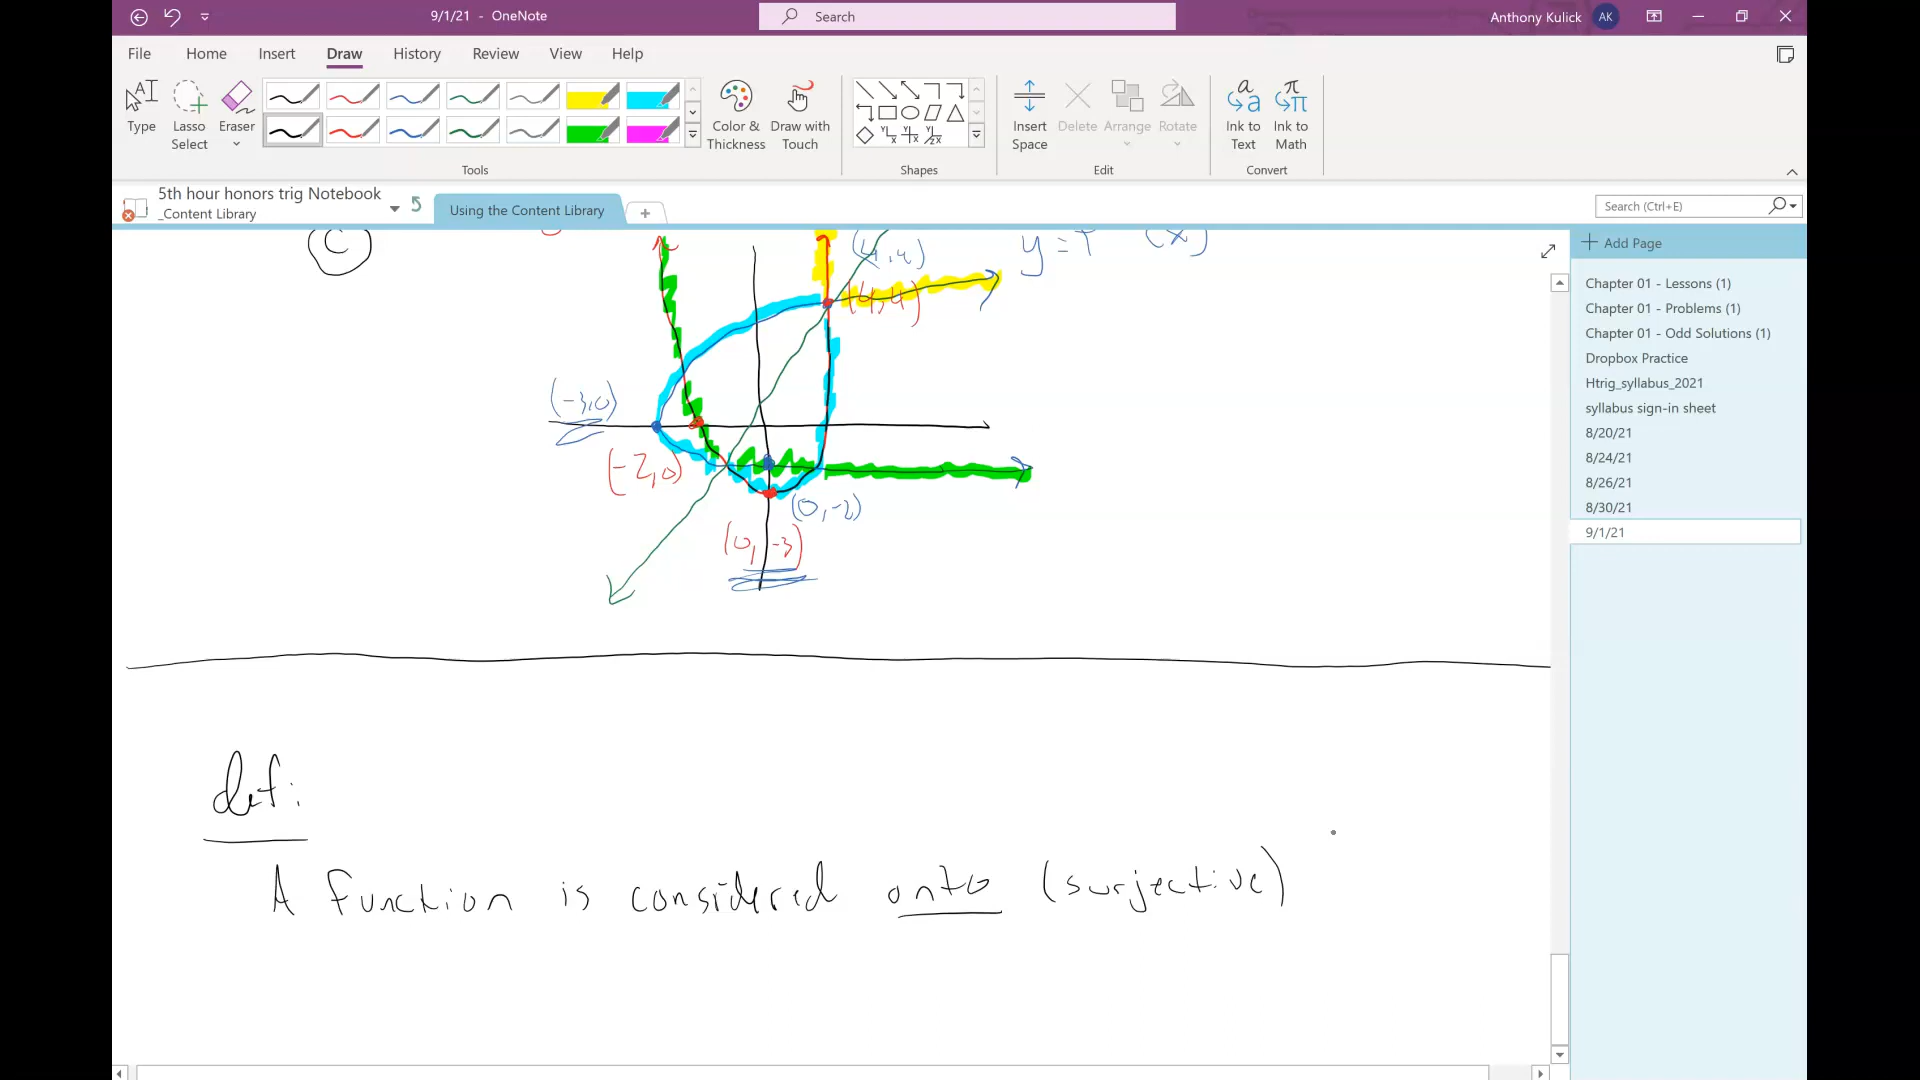 9/1/21 - OneNote
Search
Anthony Kulick AK
File Home Insert Draw History Review View Help
Type
Lasso Select
Eraser
Color & Thickness
Draw with Touch
Insert Space
Delete
Arrange
Rotate
Ink to Text
Ink to Math
Tools
Shapes
Edit
Convert
5th hour honors trig Notebook
_Content Library
Using the Content Library
Search (Ctrl+E)
Add Page
Chapter 01 - Lessons (1)
Chapter 01 - Problems (1)
Chapter 01 - Odd Solutions (1)
Dropbox Practice
Htrig_syllabus_2021
syllabus sign-in sheet
8/20/21
8/24/21
8/26/21
8/30/21
9/1/21
C
(4,4)
(x)
(4,4)
(-3,0)
(-2,0)
(0,-2)
(0,-3)
def:
A function is considered onto (surjective)